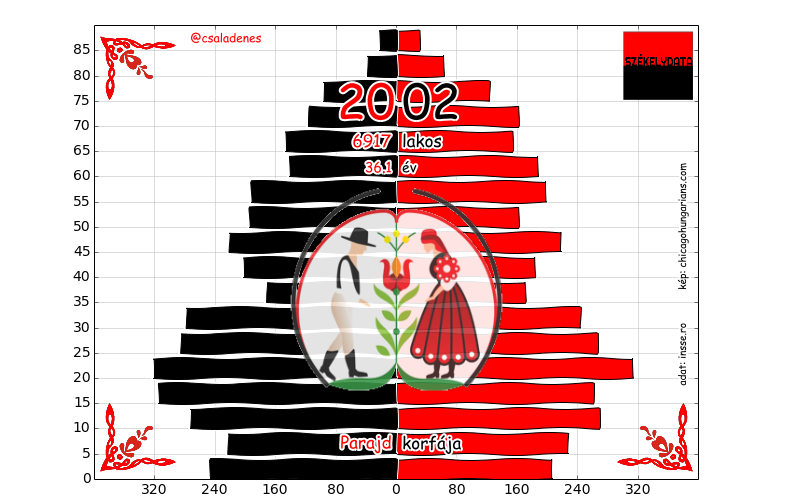 @csaladenes
SZÉKELYDATA
2002
6917 lakos
36.1 év
kép: chicagohungarians.com
adat: insse.ro
Parajd korfája
85
80
75
70
65
60
55
50
45
40
35
30
25
20
15
10
5
0
320 240 160 80 0 80 160 240 320